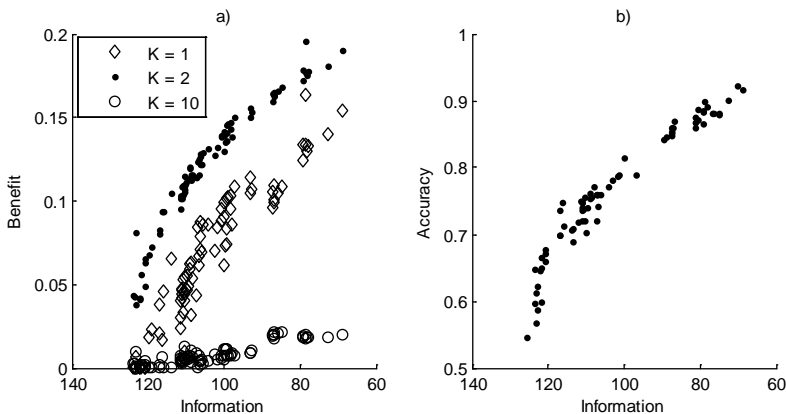 a)
0.2
0.15
0.1
0.05
0
K = 1
K = 2
K = 10
Benefit
140 120 100 80 60
Information
b)
1
0.9
0.8
0.7
0.6
0.5
Accuracy
140 120 100 80 60
Information